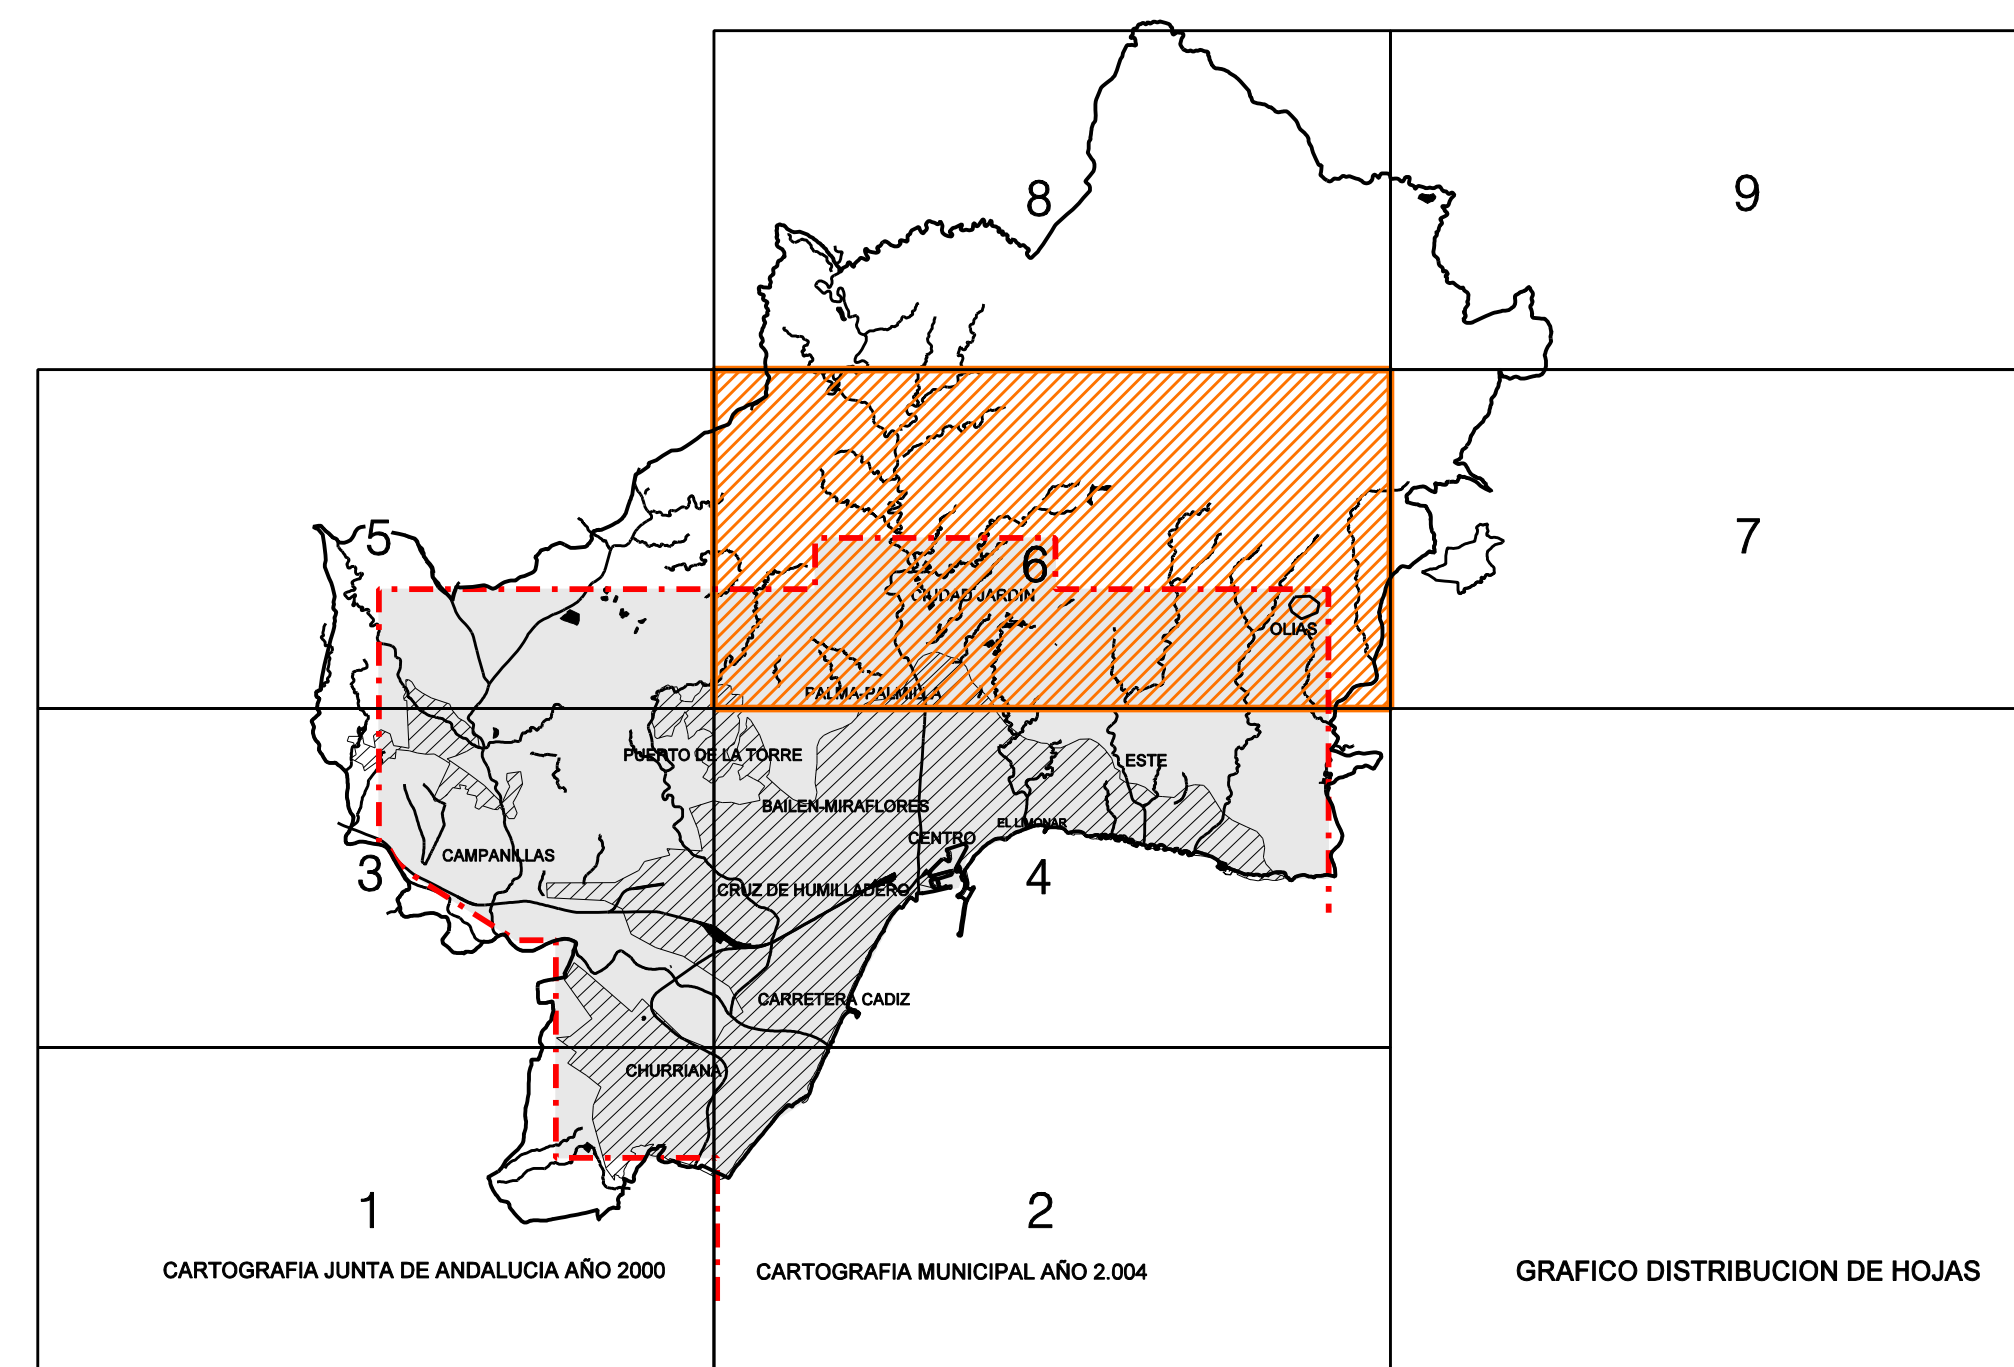 8
9
5
6
7
CIUDAD JARDIN
OLIAS
PALMA-PALMILLA
PUERTO DE LA TORRE
ESTE
BAILEN-MIRAFLORES
EL LIMONAR
CENTRO
CAMPANILLAS
3
4
CRUZ DE HUMILLADERO
CARRETERA CADIZ
CHURRIANA
1
2
CARTOGRAFIA JUNTA DE ANDALUCIA AÑO 2000
CARTOGRAFIA MUNICIPAL AÑO 2.004
GRAFICO DISTRIBUCION DE HOJAS